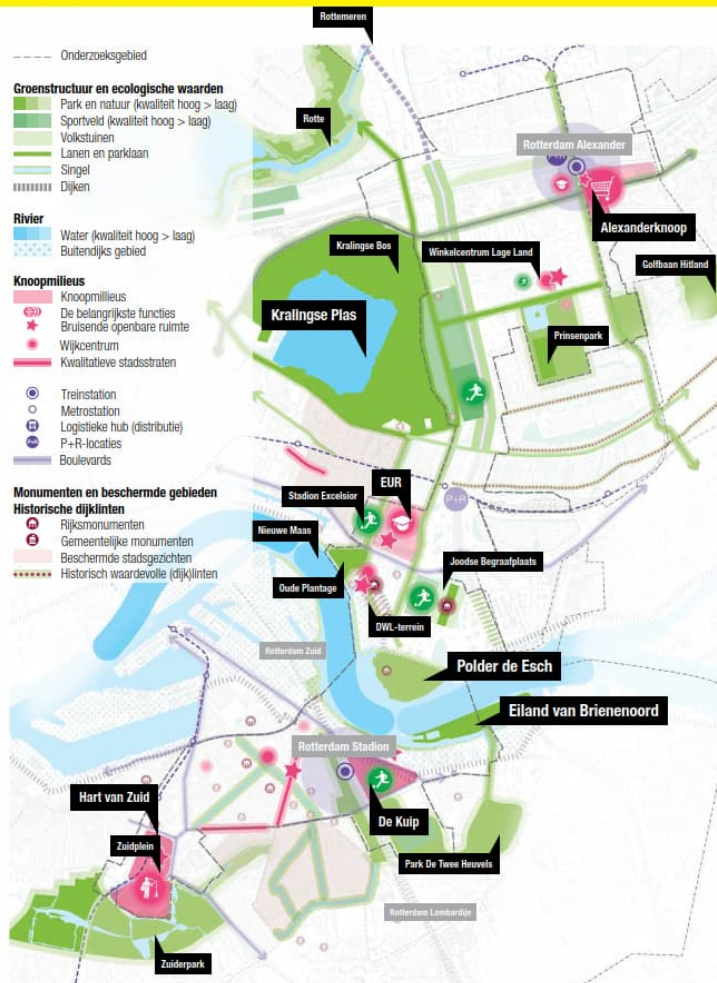 Rottemeren
Onderzoeksgebied
Groenstructuur en ecologische waarden
Park en natuur (kwaliteit hoog > laag)
Sportveld (kwaliteit hoog > laag)
Volkstuinen
Lanen en parklaan
Singel
Dijken
Rivier
Water (kwaliteit hoog > laag)
Buitendijks gebied
Knoopmilieus
Knoopmillieus
De belangrijkste functies
Bruisende openbare ruimte
Wijkcentrum
Kwalitatieve stadsstraten
Treinstation
Metrostation
Logistieke hub (distributie)
P+R-locaties
Boulevards
Monumenten en beschermde gebieden
Historische dijklinten
Rijksmonumenten
Gemeentelijke monumenten
Beschermde stadsgezichten
Historisch waardevolle (dijk)linten
Rotte
Rotterdam Alexander
Alexanderknoop
Kralingse Bos
Winkelcentrum Lage Land
Golfbaan Hitland
Kralingse Plas
Prinsenpark
EUR
Stadion Excelsior
P+R
Nieuwe Maas
Joodse Begraafplaats
Oude Plantage
DWL-terrein
Rotterdam Zuid
Polder de Esch
Eiland van Brienenoord
Rotterdam Stadion
Hart van Zuid
De Kuip
Zuidplein
Park De Twee Heuvels
Rotterdam Lombardije
Zuiderpark